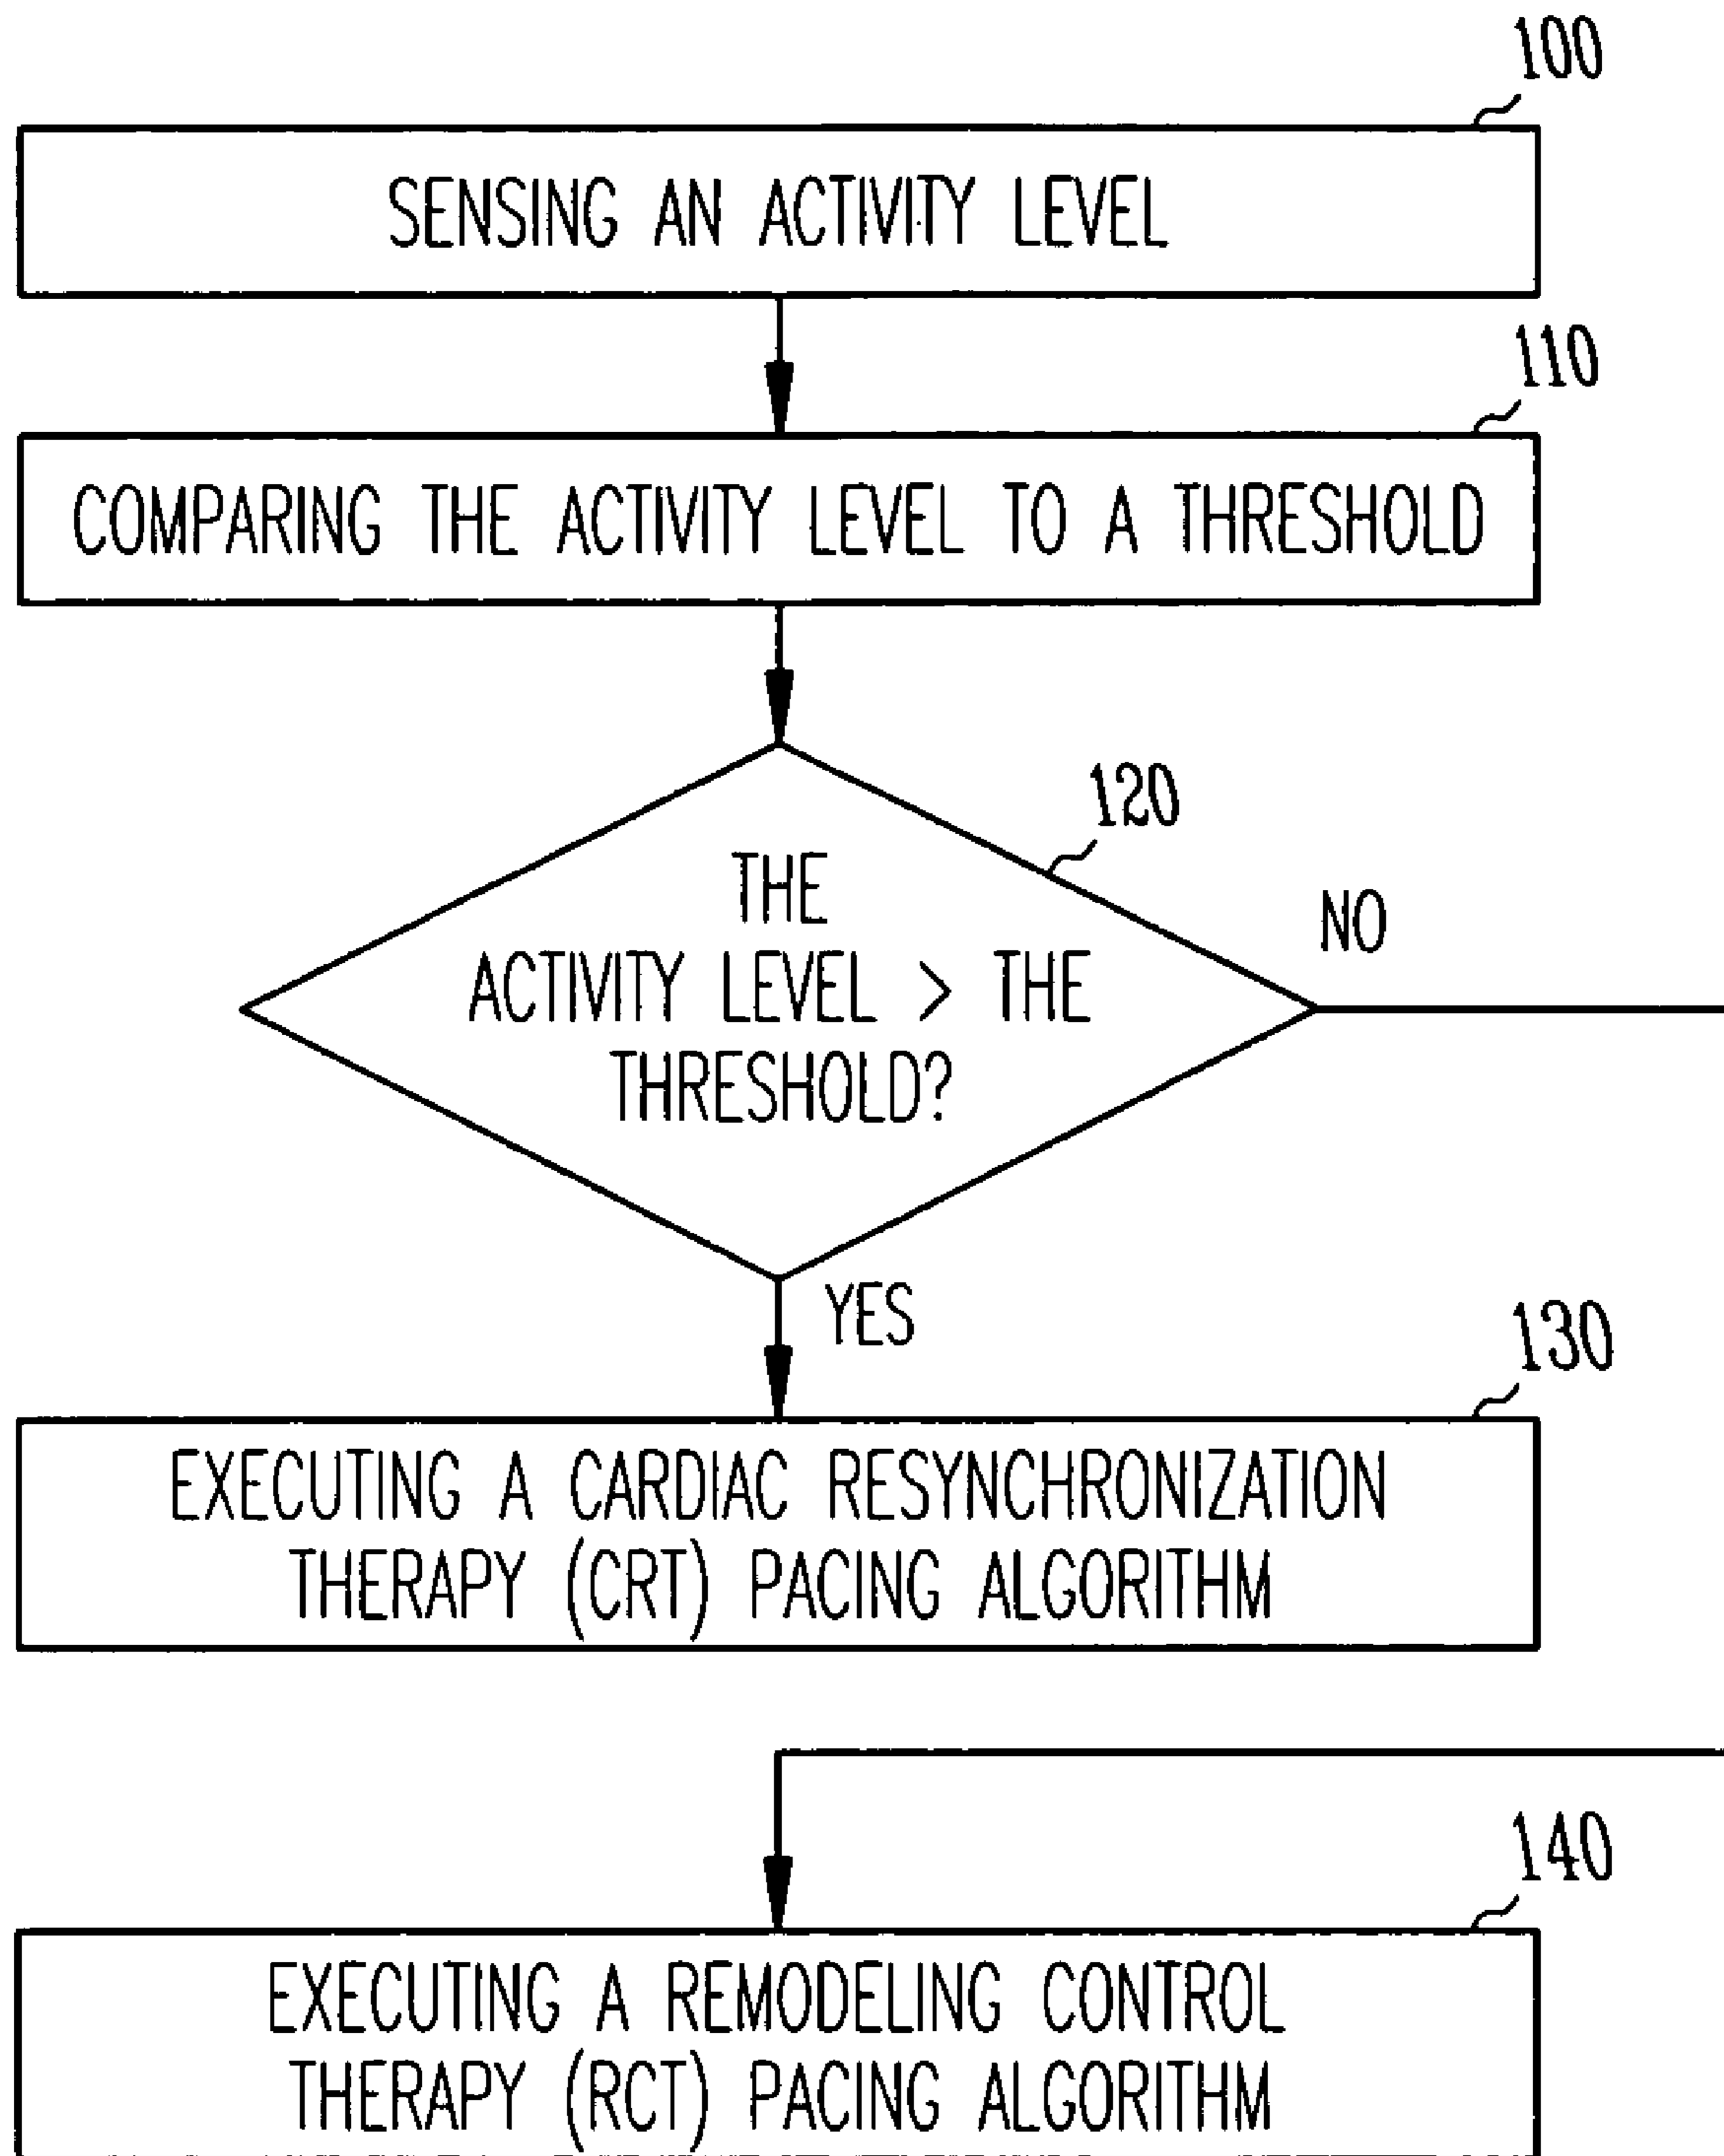 100
SENSING AN ACTIVITY LEVEL
110
COMPARING THE ACTIVITY LEVEL TO A THRESHOLD
120
THE
ACTIVITY LEVEL > THE
THRESHOLD?
NO
YES
130
EXECUTING A CARDIAC RESYNCHRONIZATION
THERAPY (CRT) PACING ALGORITHM
140
EXECUTING A REMODELING CONTROL
THERAPY (RCT) PACING ALGORITHM